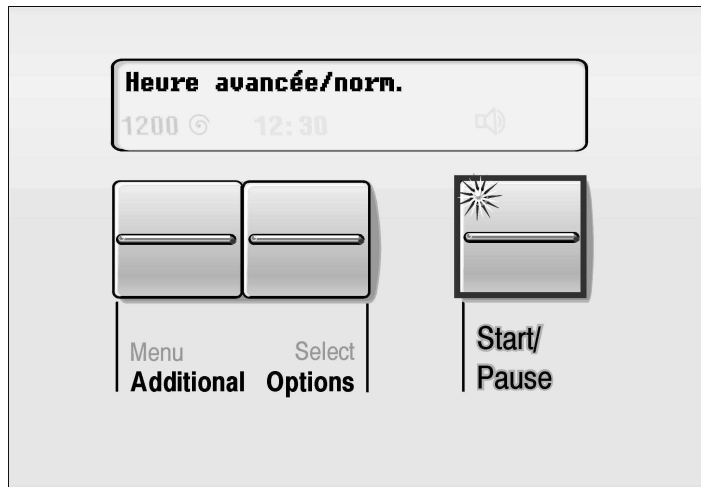 Heure avancée/norm.
1200 12:30
Menu Select
Additional Options
Start/
Pause